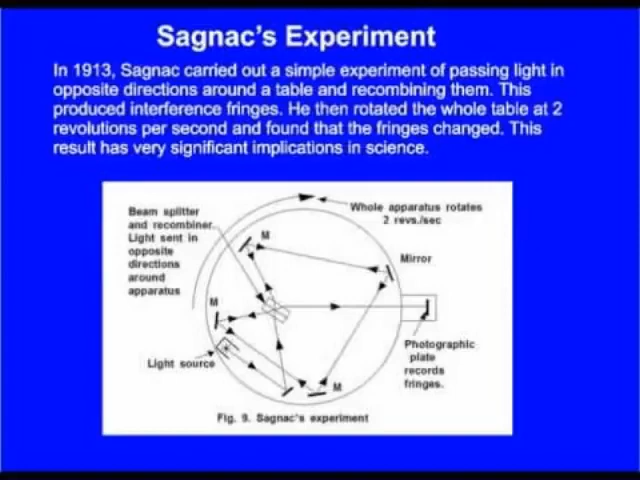 Sagnac's Experiment
In 1913, Sagnac carried out a simple experiment of passing light in
opposite directions around a table and recombining them. This
produced interference fringes. He then rotated the whole table at 2
revolutions per second and found that the fringes changed. This
result has very significant implications in science.
Beam splitter
and recombiner.
Light sent in
opposite
directions
around
apparatus
Whole apparatus rotates
2 revs./sec
M
Mirror
M
Light source
M
Photographic
plate
records
fringes.
Fig. 9. Sagnac's experiment